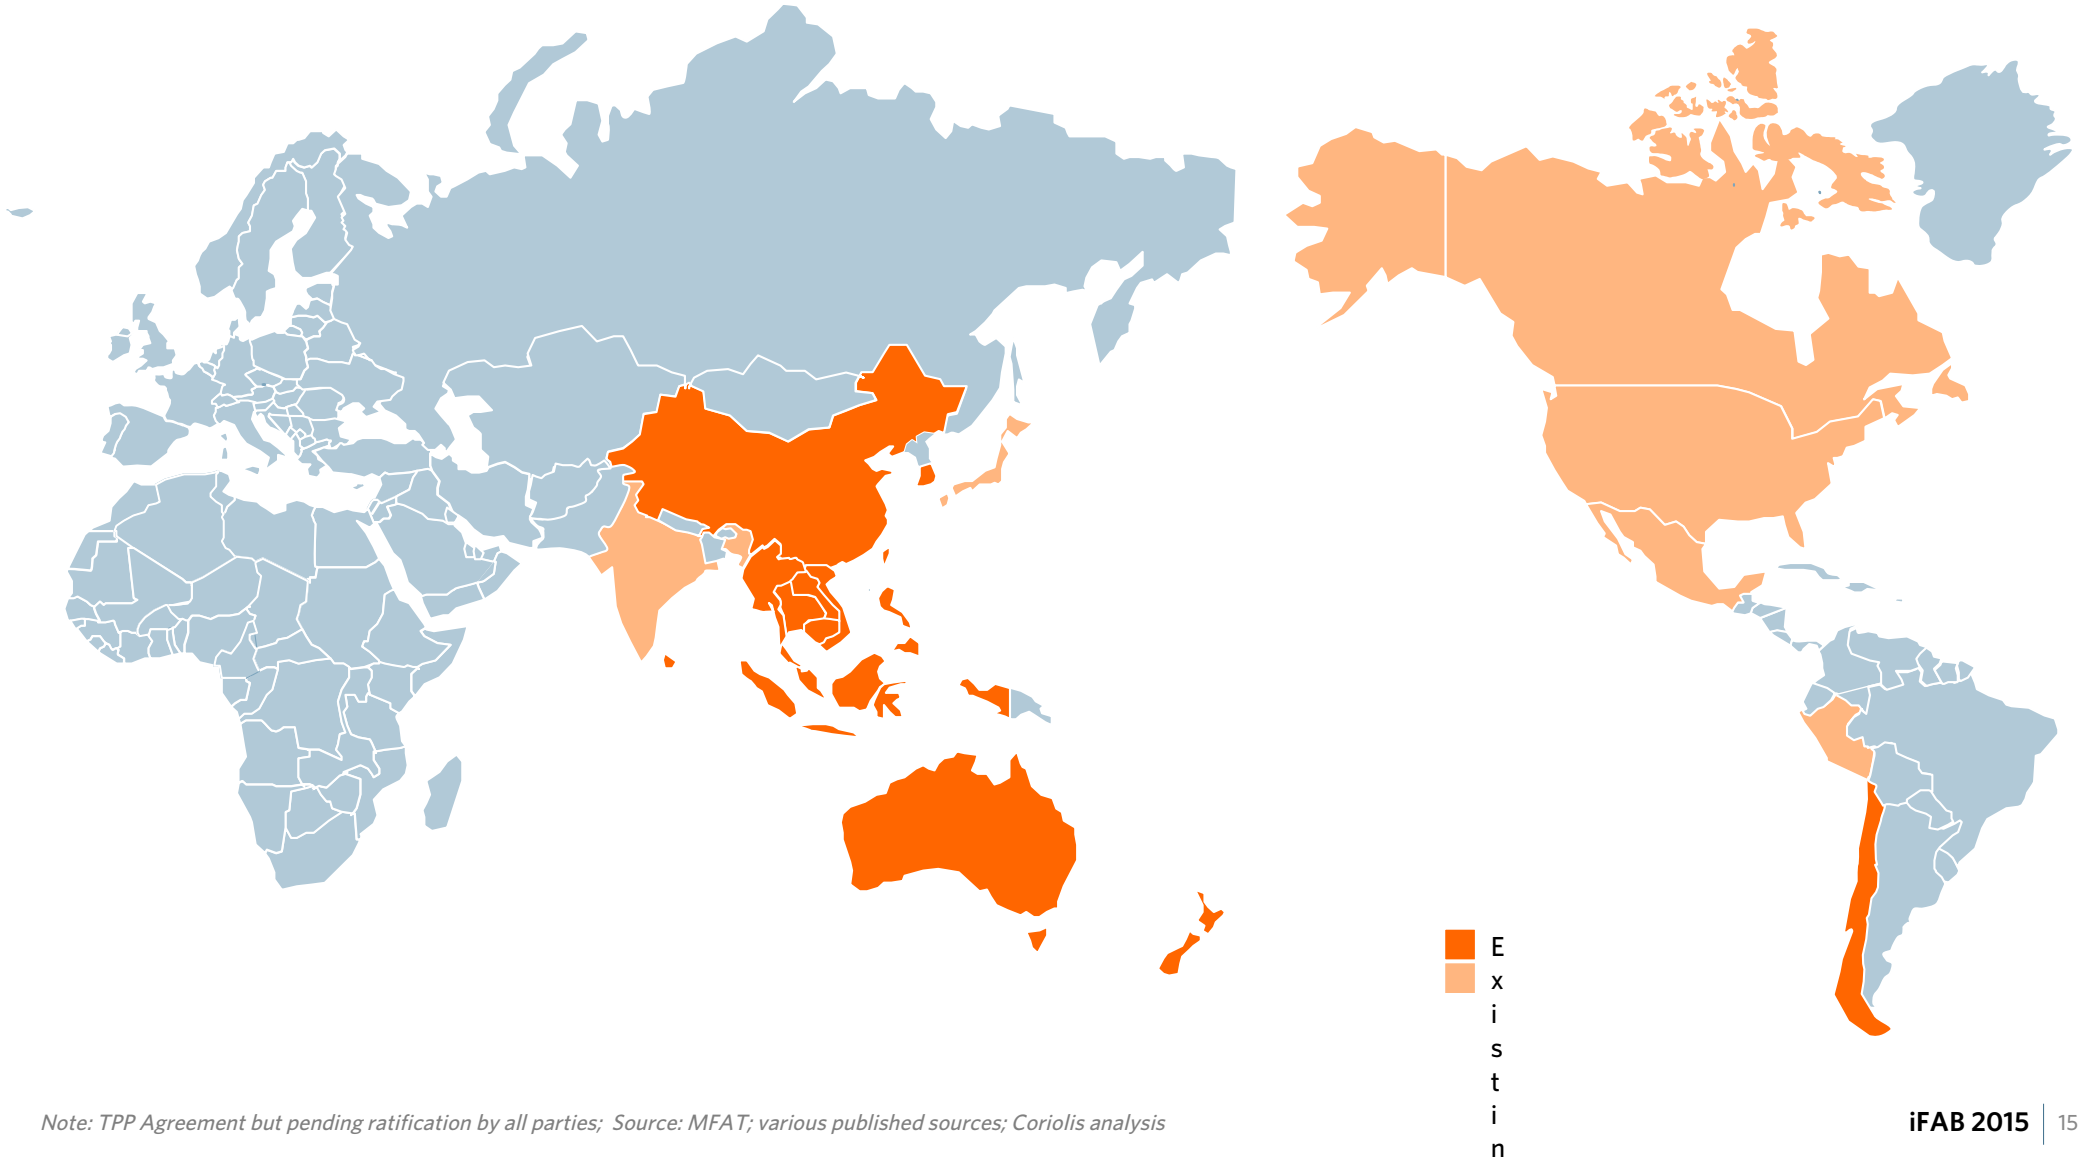 E
x
i
s
t
i
n
Note: TPP Agreement but pending ratification by all parties; Source: MFAT; various published sources; Coriolis analysis
iFAB 2015 15